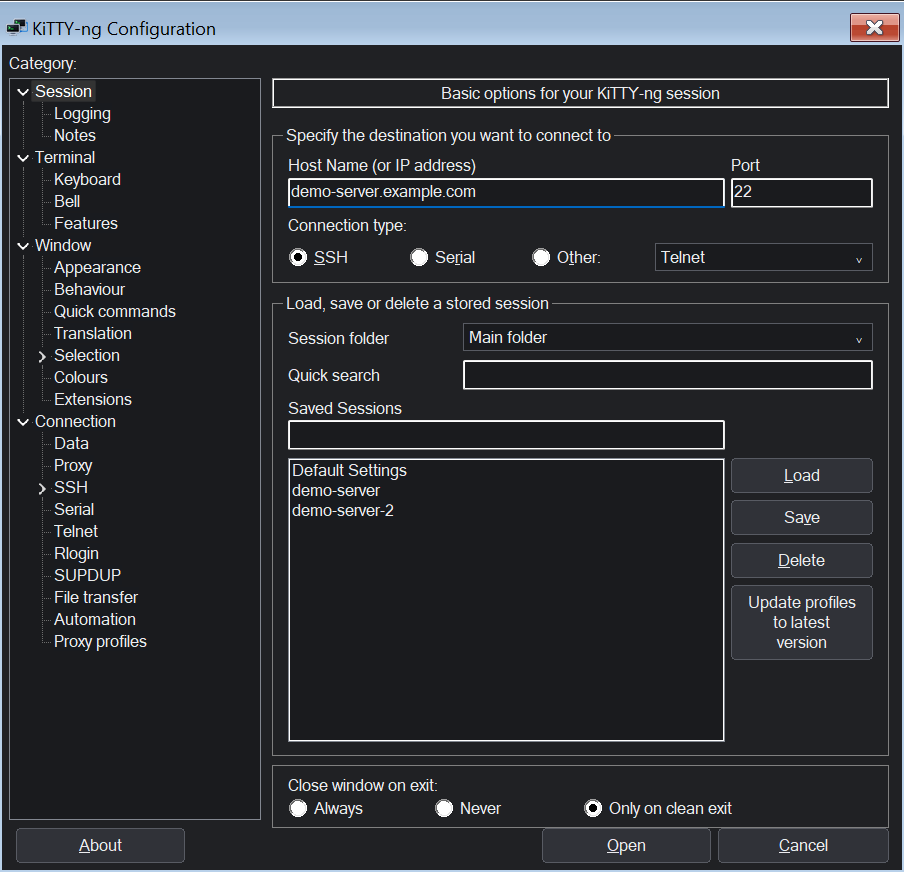 KiTTY-ng Configuration
Category:
Session
Logging
Notes
Terminal
Keyboard
Bell
Features
Window
Appearance
Behaviour
Quick commands
Translation
Selection
Colours
Extensions
Connection
Data
Proxy
SSH
Serial
Telnet
Rlogin
SUPDUP
File transfer
Automation
Proxy profiles
Basic options for your KiTTY-ng session
Specify the destination you want to connect to
Host Name (or IP address) Port
demo-server.example.com 22
Connection type:
SSH Serial Other: Telnet
Load, save or delete a stored session
Session folder Main folder
Quick search
Saved Sessions
Default Settings
demo-server
demo-server-2
Load
Save
Delete
Update profiles
to latest
version
Close window on exit:
Always Never Only on clean exit
About Open Cancel